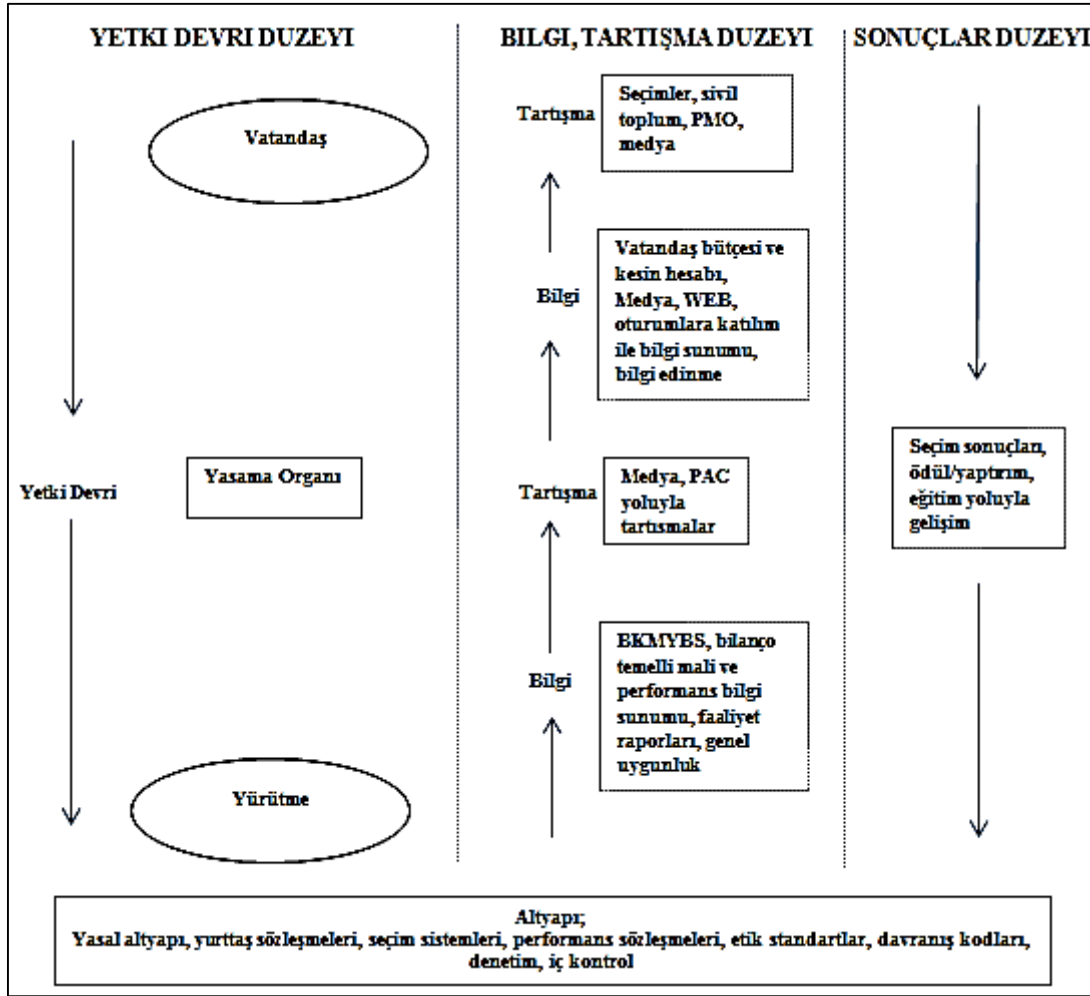 YETKI DEVRI DUZEYI
Vatandaş
Yetki Devri
Yasama Organı
Yürütme
BILGI, TARTIŞMA DUZEYI
Tartışma
Seçimler, sivil
toplum, PMO,
medya
Bilgi
Vatandaş bütçesi ve
kesin hesabı,
Medya, WEB,
oturumlara katılım
ile bilgi sunumu,
bilgi edinme
Tartışma
Medya, PAC
yoluyla
tartısmalar
Bilgi
BKMYBS, bilanço
temelli mali ve
performans bilgi
sunumu, faaliyet
raporları, genel
uygunluk
SONUÇLAR DUZEYI
Seçim sonuçları,
ödül/yaptırım,
eğitim yoluyla
gelişim
Altyapı;
Yasal altyapı, yurttaş sözleşmeleri, seçim sistemleri, performans sözleşmeleri, etik standartlar, davranış kodları,
denetim, iç kontrol